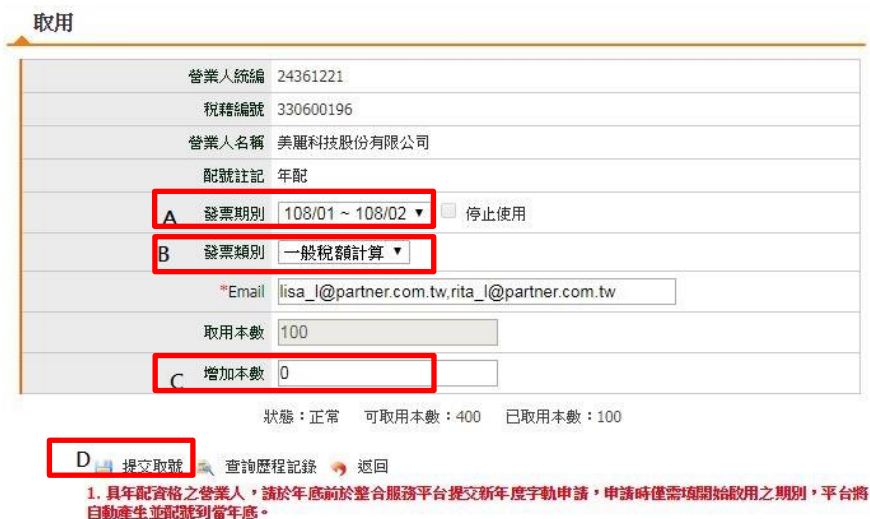 取用
營業人統編 24361221
稅籍編號 330600196
營業人名稱 美麗科技股份有限公司
配號註記 年配
A 發票期別 108/01 ~ 108/02 ▼ 停止使用
B 發票類別 一般稅額計算 ▼
*Email lisa_l@partner.com.tw,rita_l@partner.com.tw
取用本數 100
C 增加本數 0
狀態：正常 可取用本數：400 已取用本數：100
D 提交取號 查詢歷程記錄 返回
1. 具年配資格之營業人，請於年底前於整合服務平台提交新年度字軌申請，申請時僅需填開始啟用之期別，平台將
自動產生並配號到當年底。